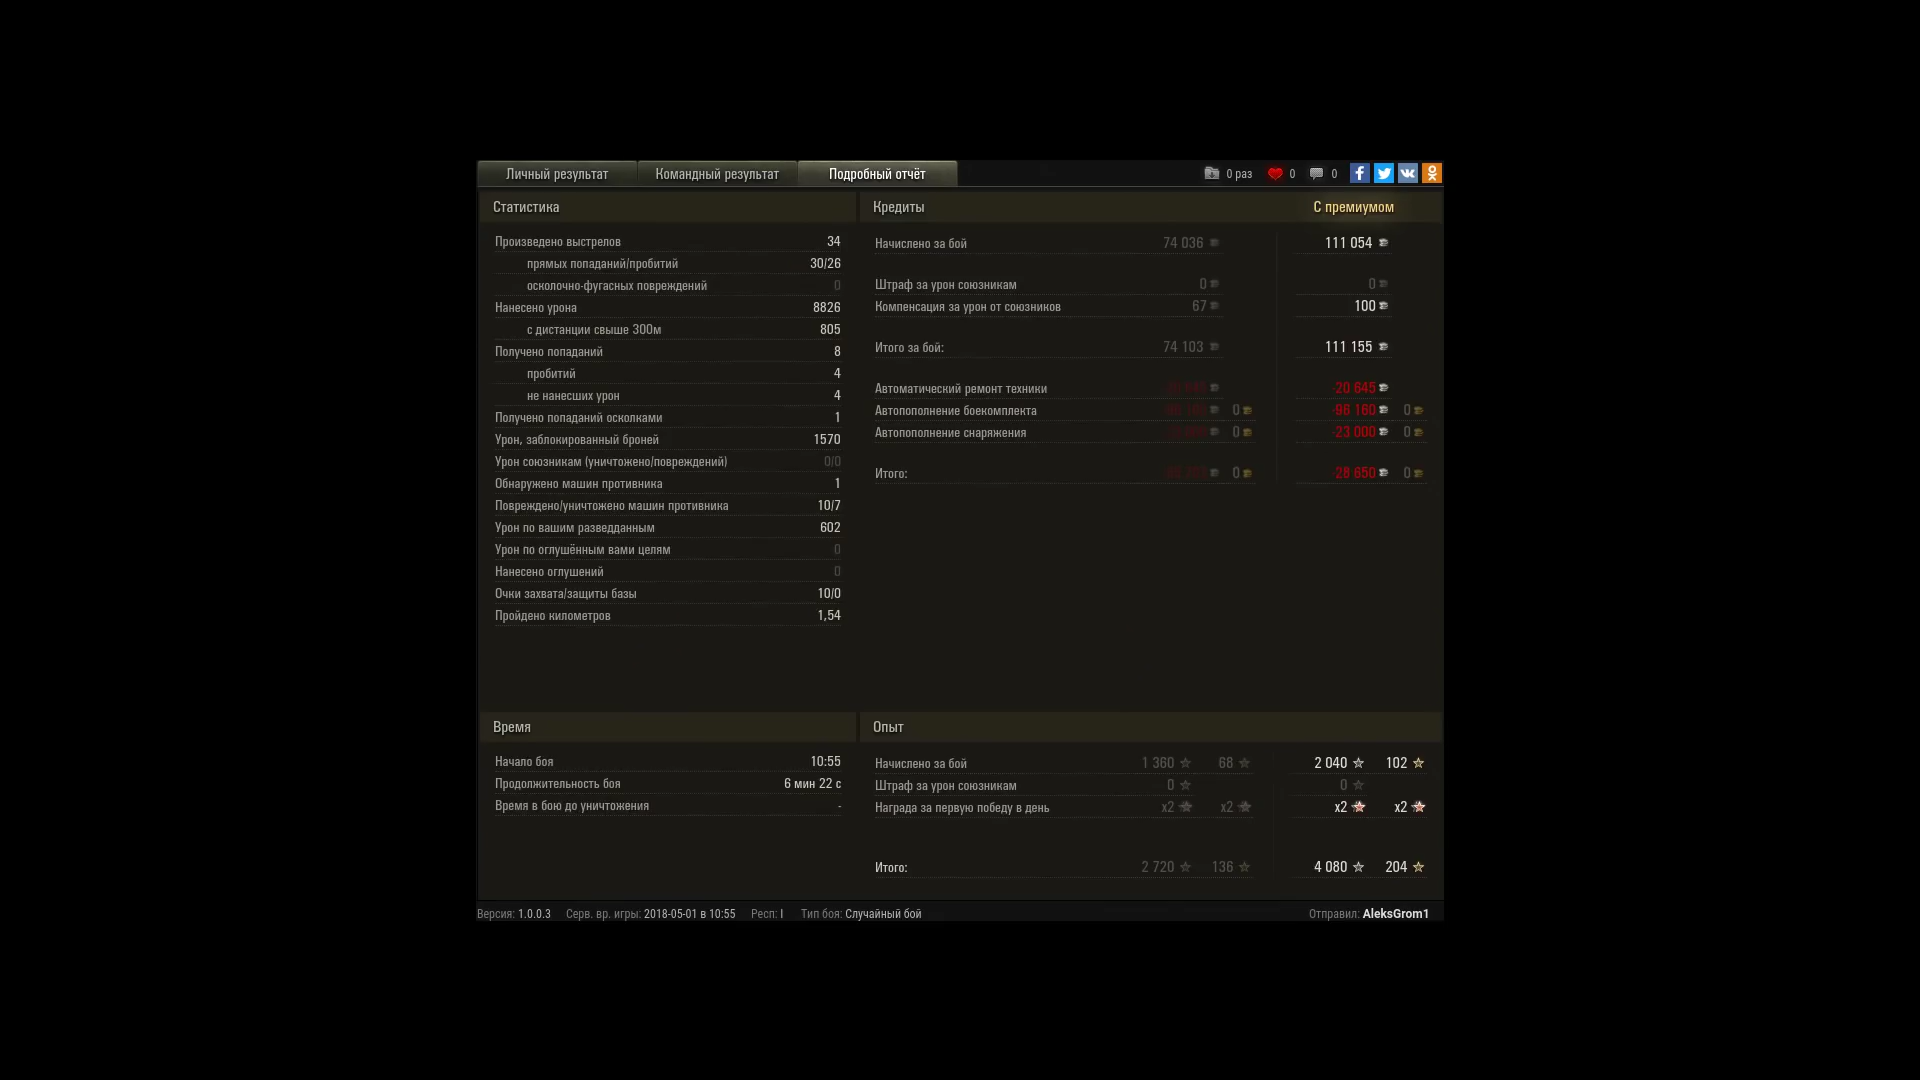 Личный результат Командный результат Подробный отчёт 0 раз 0 0
Статистика
Произведено выстрелов 34
прямых попаданий/пробитий 30/26
осколочно-фугасных повреждений 0
Нанесено урона 8826
с дистанции свыше 300м 805
Получено попаданий 8
пробитий 4
не нанесших урон 4
Получено попаданий осколками 1
Урон, заблокированный броней 1570
Урон союзникам (уничтожено/повреждений) 0/0
Обнаружено машин противника 1
Повреждено/уничтожено машин противника 10/7
Урон по вашим разведданным 602
Урон по оглушённым вами целям 0
Нанесено оглушений 0
Очки захвата/защиты базы 10/0
Пройдено километров 1,54
Кредиты С премиумом
Начислено за бой 74 036 111 054
Штраф за урон союзникам 0 0
Компенсация за урон от союзников 67 100
Итого за бой: 74 103 111 155
Автоматический ремонт техники -20 645
Автопополнение боекомплекта 0 0
Автопополнение снаряжения 0 -23 000 0
Итого: 0 -28 650 0
Время
Начало боя 10:55
Продолжительность боя 6 мин 22 с
Время в бою до уничтожения -
Опыт
Начислено за бой 1 360 68 2 040 102
Штраф за урон союзникам 0 0
Награда за первую победу в день x2 x2 x2 x2
Итого: 2 720 136 4 080 204
Версия: 1.0.0.3 Серв. вр. игры: 2018-05-01 в 10:55 Респ: I Тип боя: Случайный бой Отправил: AleksGrom1